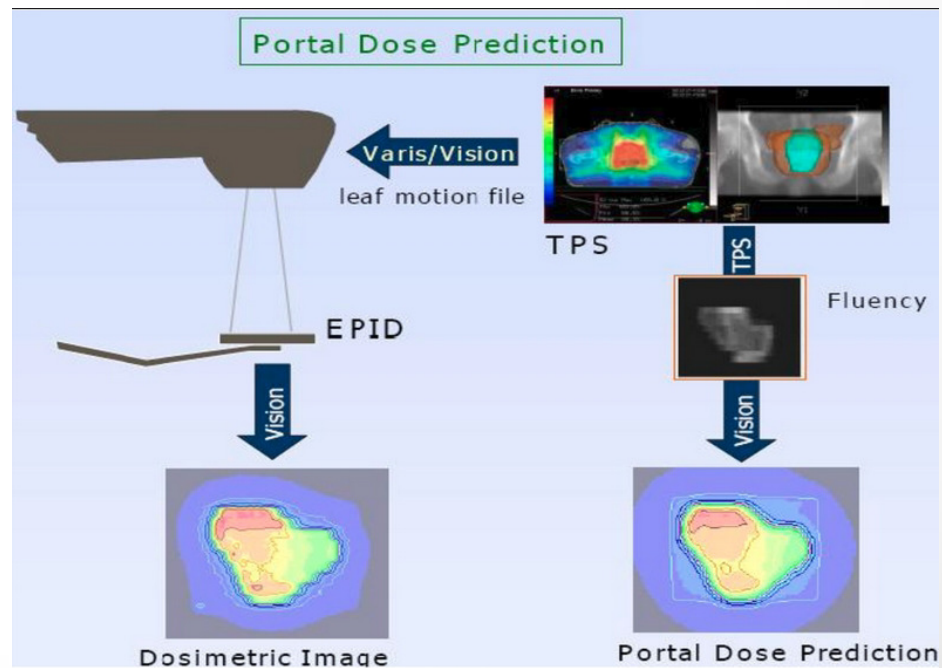 Portal Dose Prediction
Varis/Vision
leaf motion file
TPS
TPS
Fluency
EPID
Vision
Vision
Dosimetric Image
Portal Dose Prediction